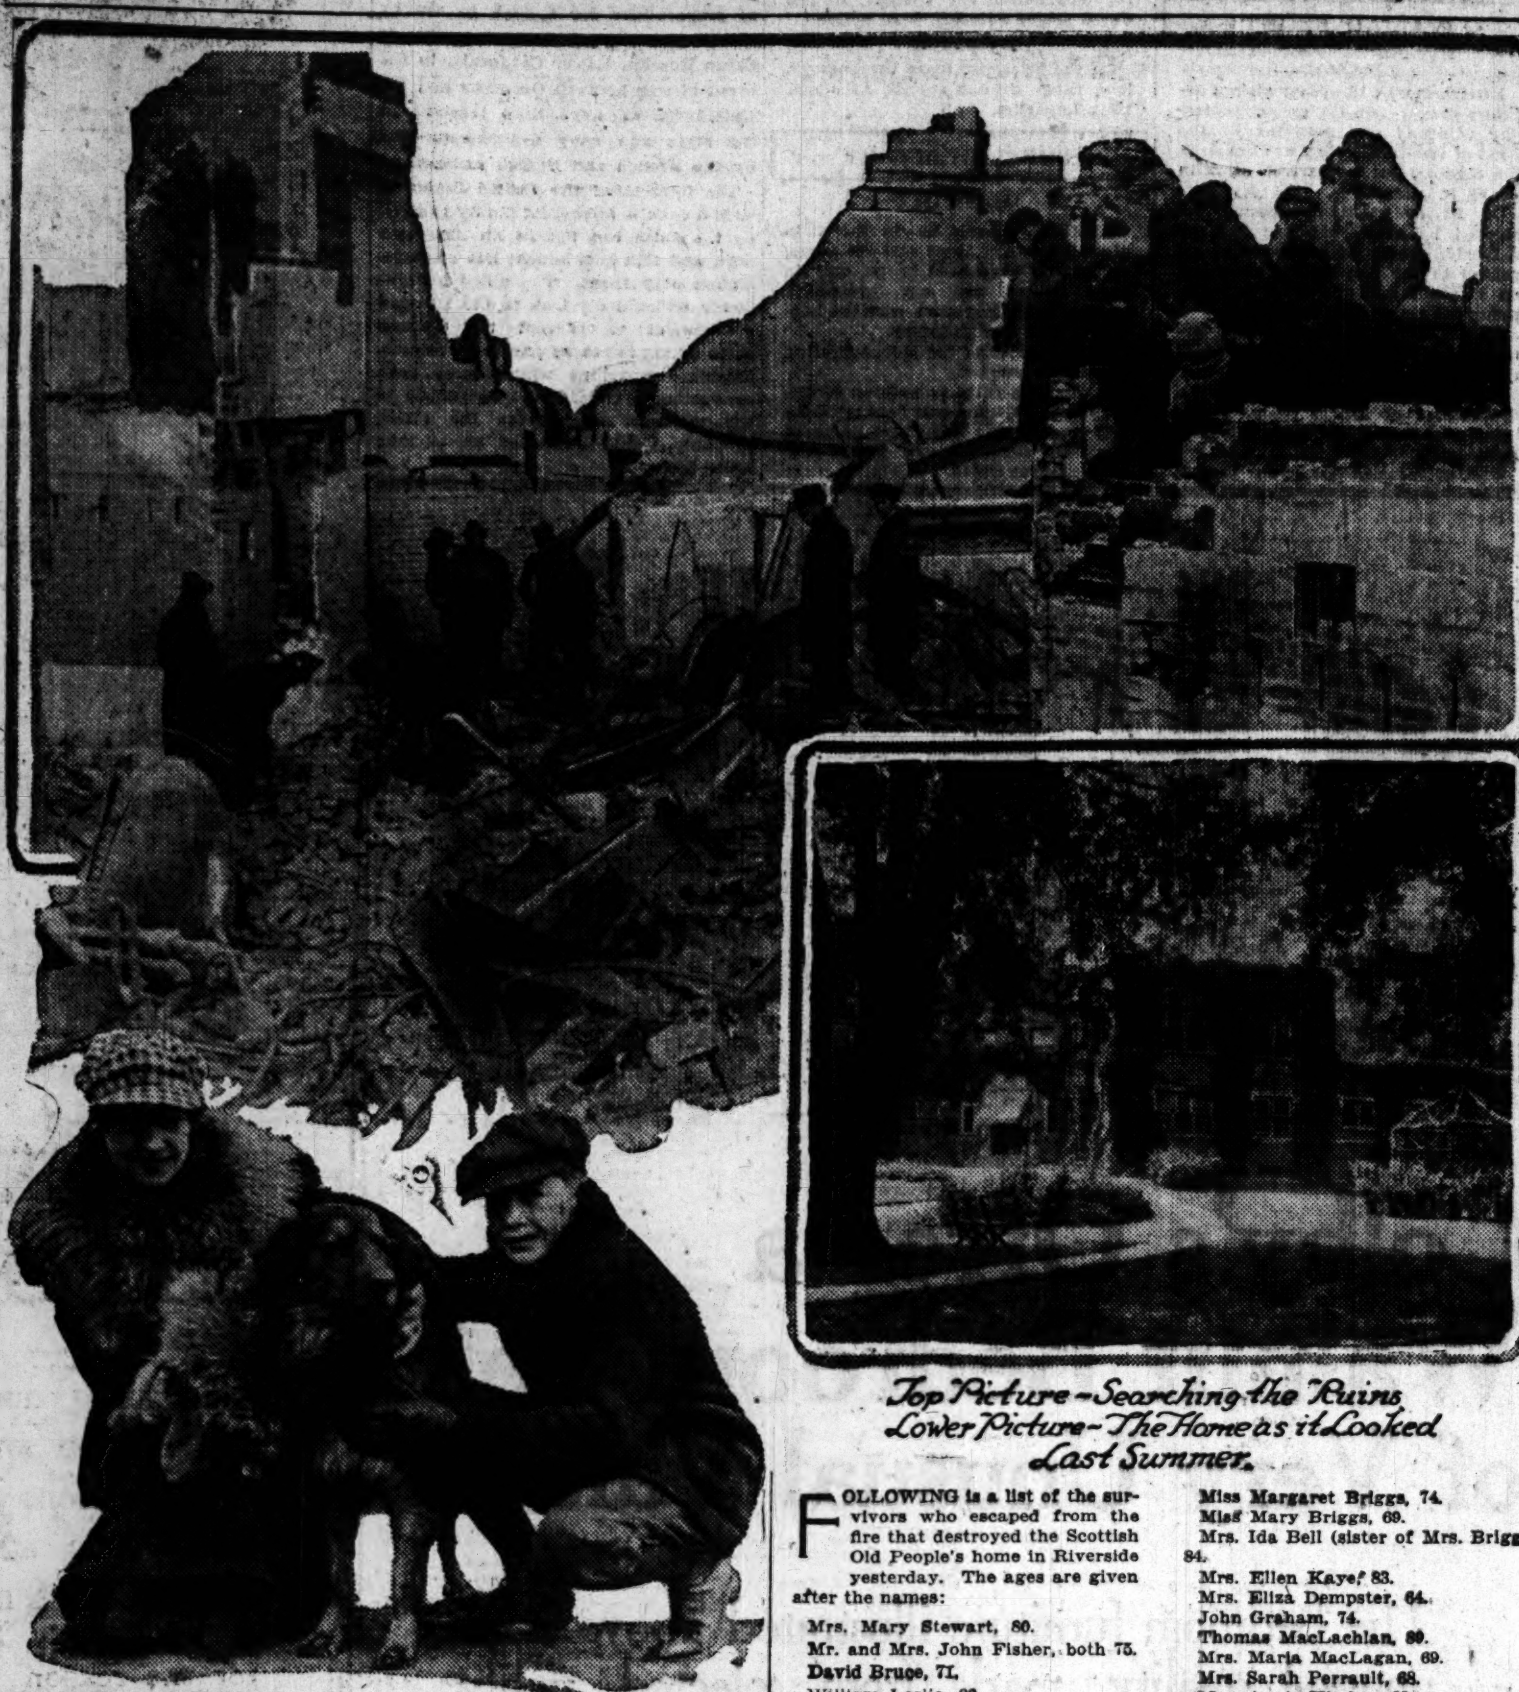 Top Picture - Searching the Ruins
Lower Picture - The Home as it Looked
Last Summer.
FOLLOWING is a list of the sur-
vivors who escaped from the
fire that destroyed the Scottish
Old People's home in Riverside
yesterday. The ages are given
after the names:
Mrs. Mary Stewart, 80.
Mr. and Mrs. John Fisher, both 75.
David Bruce, 71.
Miss Margaret Briggs, 74.
Miss Mary Briggs, 69.
Mrs. Ida Bell (sister of Mrs.
84.
Mrs. Ellen Kaye, 83.
Mrs. Eliza Dempster, 64.
John Graham, 74.
Thomas MacLachlan, 80.
Mrs. Maria MacLagan, 69.
Mrs. Sarah Perrault, 68.